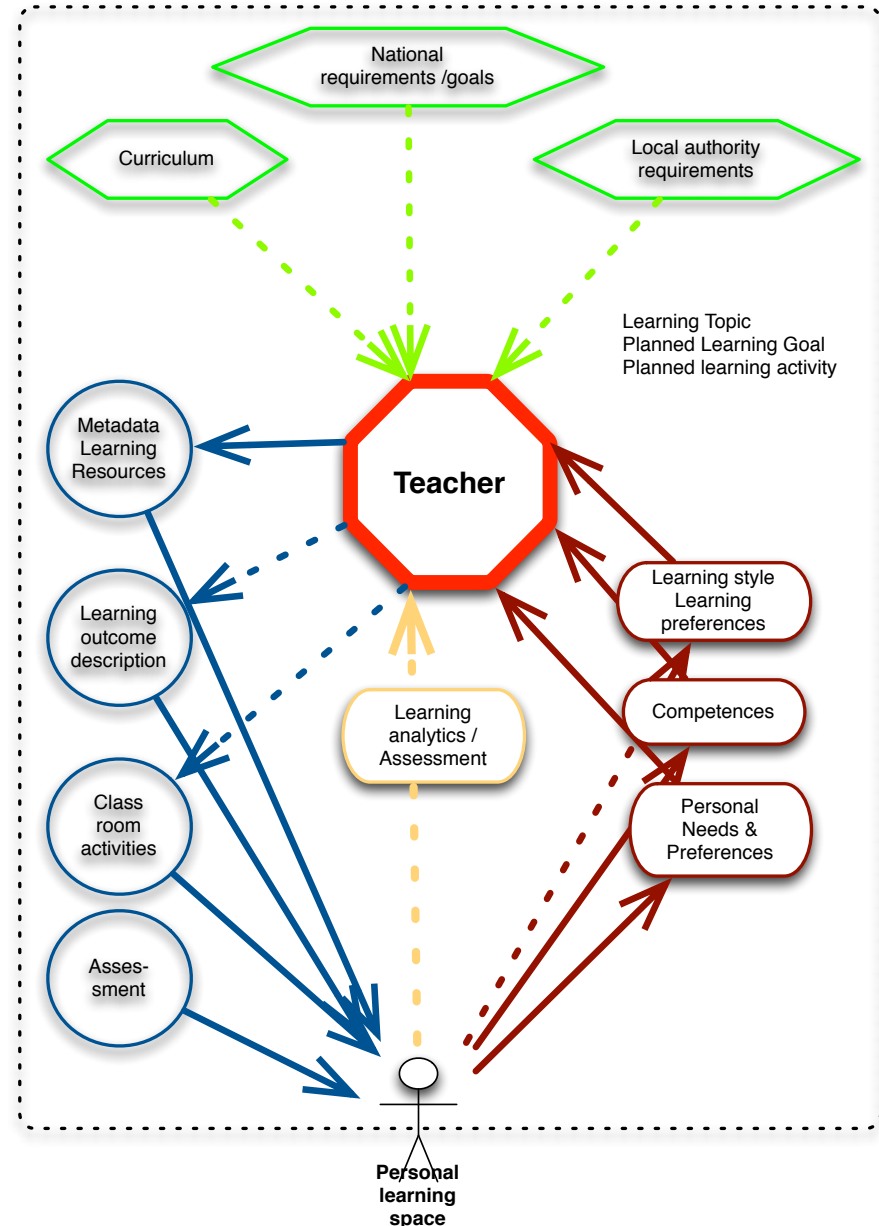 National
requirements /goals
Curriculum
Local authority
requirements
Learning Topic
Planned Learning Goal
Planned learning activity
Metadata
Learning
Resources
Teacher
Learning style
Learning
preferences
Learning
outcome
description
Competences
Learning
analytics /
Assessment
Class
room
activities
Personal
Needs &
Preferences
Asses-
sment
Personal
learning
space